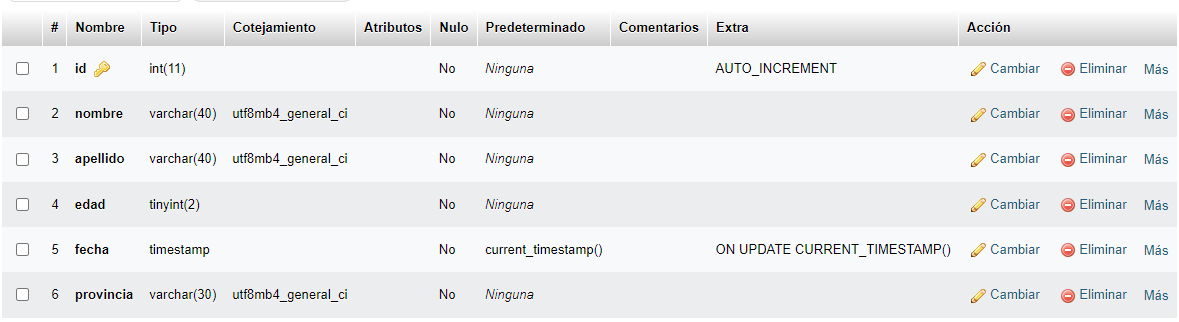 # Nombre Tipo Cotejamiento Atributos Nulo Predeterminado Comentarios Extra Acción
1 id int(11) No Ninguna AUTO_INCREMENT Cambiar Eliminar Más
2 nombre varchar(40) utf8mb4_general_ci No Ninguna Cambiar Eliminar Más
3 apellido varchar(40) utf8mb4_general_ci No Ninguna Cambiar Eliminar Más
4 edad tinyint(2) No Ninguna Cambiar Eliminar Más
5 fecha timestamp No current_timestamp() ON UPDATE CURRENT_TIMESTAMP() Cambiar Eliminar Más
6 provincia varchar(30) utf8mb4_general_ci No Ninguna Cambiar Eliminar Más